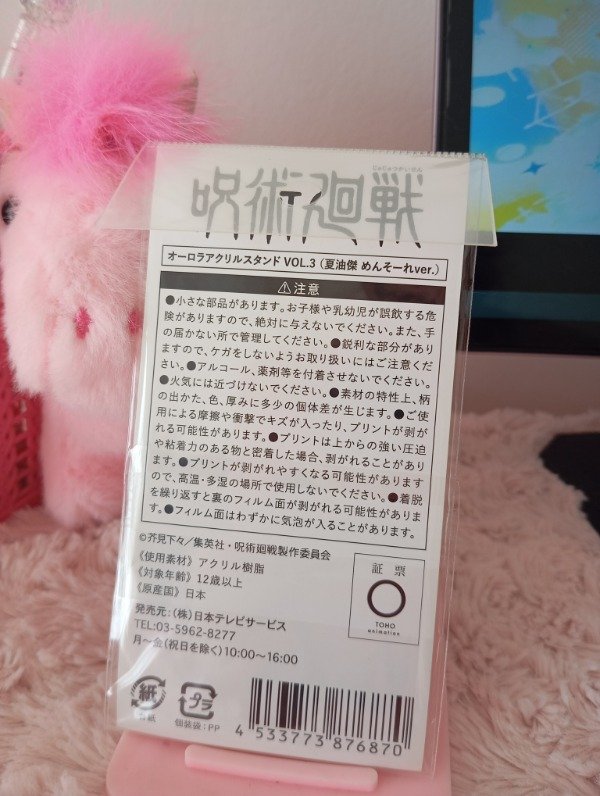 じゅじゅつかいせん
呪術廻戦
オーロラアクリルスタンド VOL.3 (夏油傑 めんそーれver.)
⚠注意
●小さな部品があります。お子様や乳幼児が誤飲する危
険がありますので、絶対に与えないでください。また、手
の届かない所で管理してください。●鋭利な部分があり
ますので、ケガをしないようお取り扱いにはご注意くだ
さい。●アルコール、薬剤等を付着させないでください。
●火気には近づけないでください。●素材の特性上、柄
の出かた、色、厚みに多少の個体差が生じます。●ご使
用による摩擦や衝撃でキズが入ったり、プリントが剥が
れる可能性があります。●プリントは上からの強い圧迫
や粘着力のある物と密着した場合、剥がれることがあり
ます。●プリントが剥がれやすくなる可能性があります
ので、高温・多湿の場所で使用しないでください。●着脱
を繰り返すと裏のフィルム面が剥がれる可能性がありま
す。●フィルム面はわずかに気泡が入ることがあります。
©芥見下々/集英社・呪術廻戦製作委員会
《使用素材》アクリル樹脂
《対象年齢》12歳以上
《原産国》日本
発売元:(株)日本テレビサービス
TEL:03-5962-8277
月〜金(祝日を除く)10:00〜16:00
証票
TOHO
animation
紙
台紙
プラ
個装袋:PP
4 533773 876870